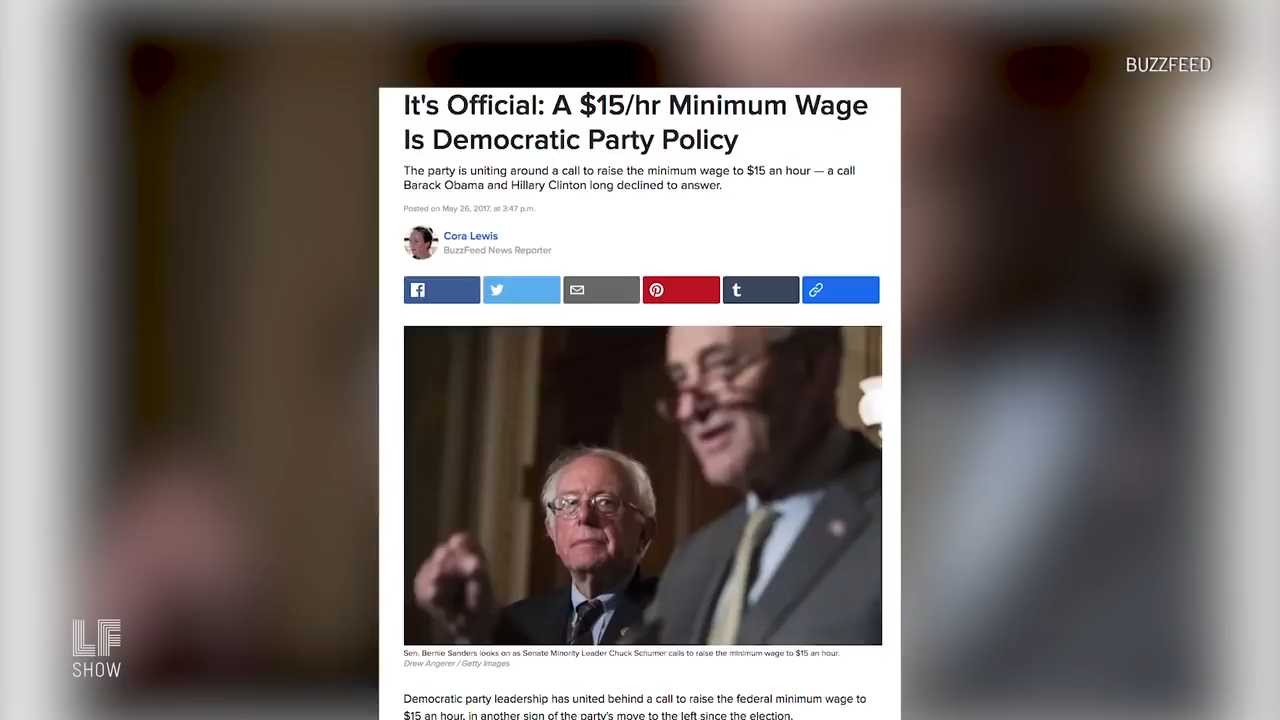 BUZZFEED
It's Official: A $15/hr Minimum Wage
Is Democratic Party Policy
The party is uniting around a call to raise the minimum wage to $15 an hour — a call
Barack Obama and Hillary Clinton long declined to answer.
Posted on May 26, 2017, at 3:47 p.m.
Cora Lewis
BuzzFeed News Reporter
Sen. Bernie Sanders looks on as Senate Minority Leader Chuck Schumer calls to raise the minimum wage to $15 an hour.
Drew Angerer / Getty Images
Democratic party leadership has united behind a call to raise the federal minimum wage to
$15 an hour, in another sign of the party's move to the left since the election.
LF
SHOW